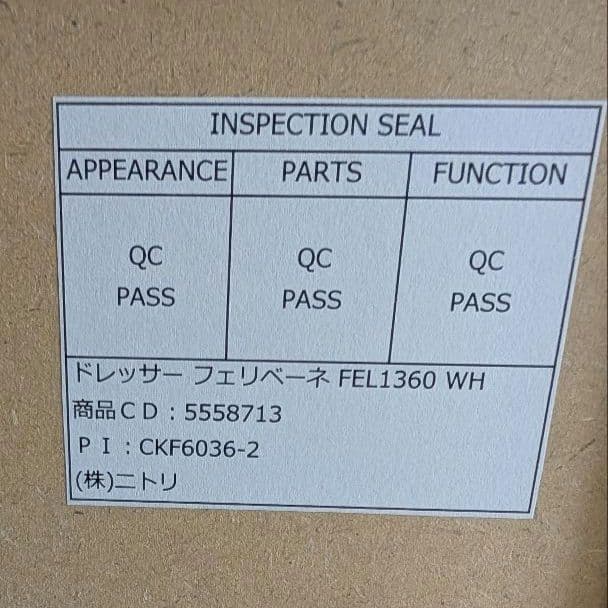 INSPECTION SEAL
APPEARANCE PARTS FUNCTION
QC QC QC
PASS PASS PASS
ドレッサー フェリベーネ FEL1360 WH
商品ＣＤ：5558713
ＰＩ：CKF6036-2
(株)ニトリ